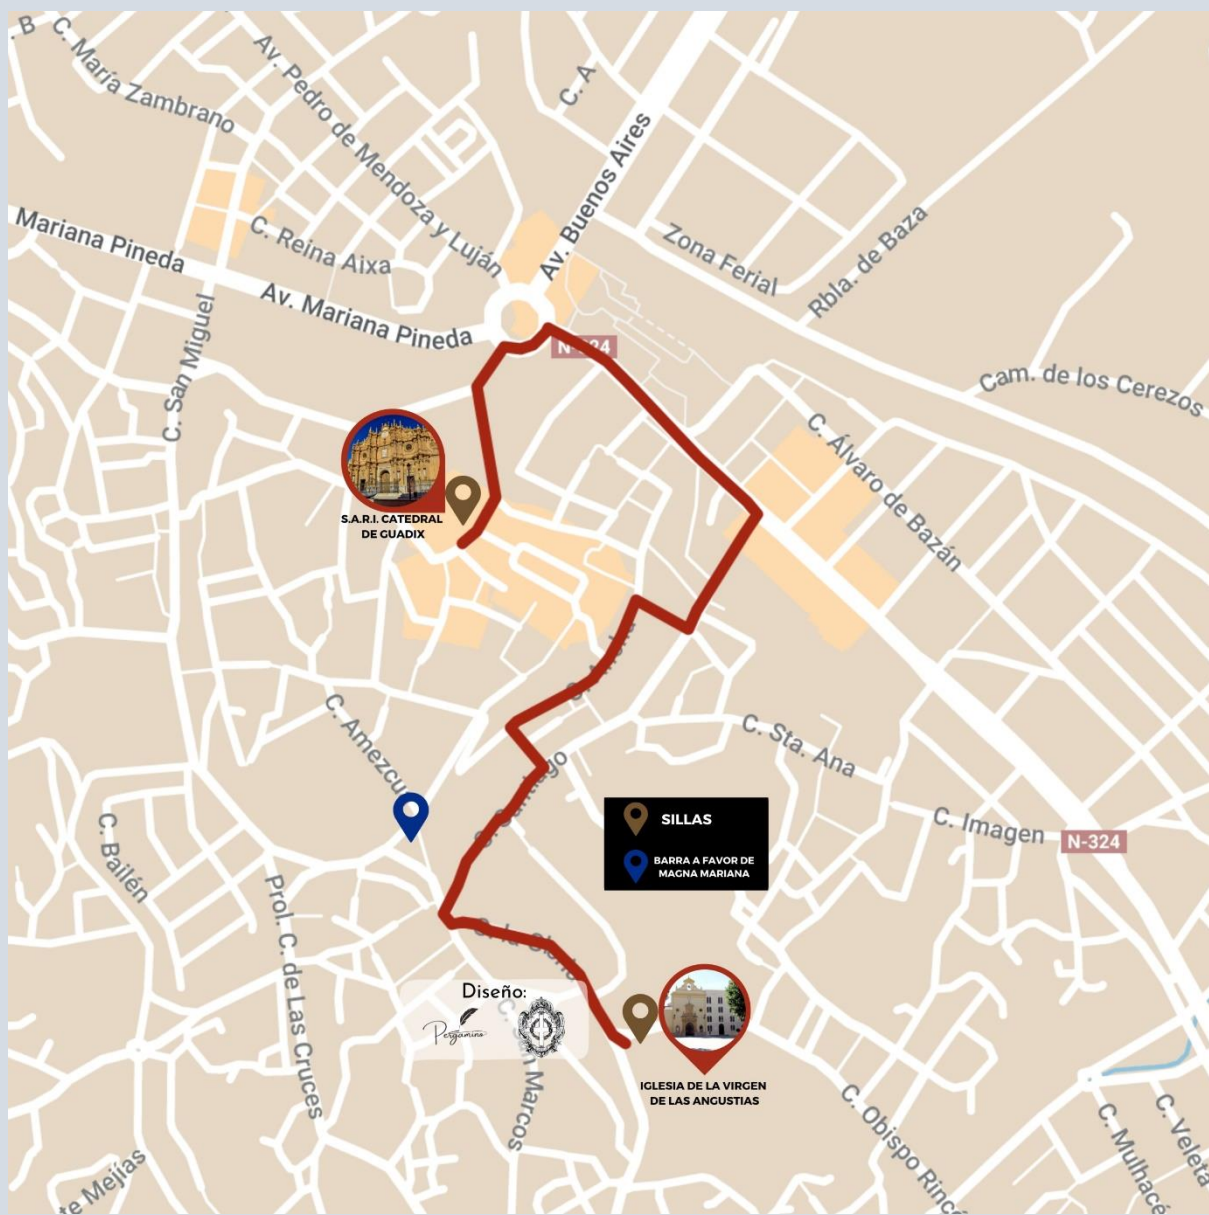 . B
C. María Zambrano
Av. Pedro de Mendoza y Luján
C. A
Av. Buenos Aires
Mariana Pineda
C. Reina Aixa
Av. Mariana Pineda
Zona Ferial
Rbla. de Baza
N-324
C. San Miguel
Cam. de los Cerezos
C. Álvaro de Bazán
S.A.R.I. CATEDRAL
DE GUADIX
C. Sta. Ana
SILLAS
BARRA A FAVOR DE
MAGNA MARIANA
C. Imagen
N-324
C. Bailén
Prol. C. de Las Cruces
Diseño:
Pergamino
IGLESIA DE LA VIRGEN
DE LAS ANGUSTIAS
C. Obispo Rinc
C. Mulhacé
C. Veleta
te Mejías